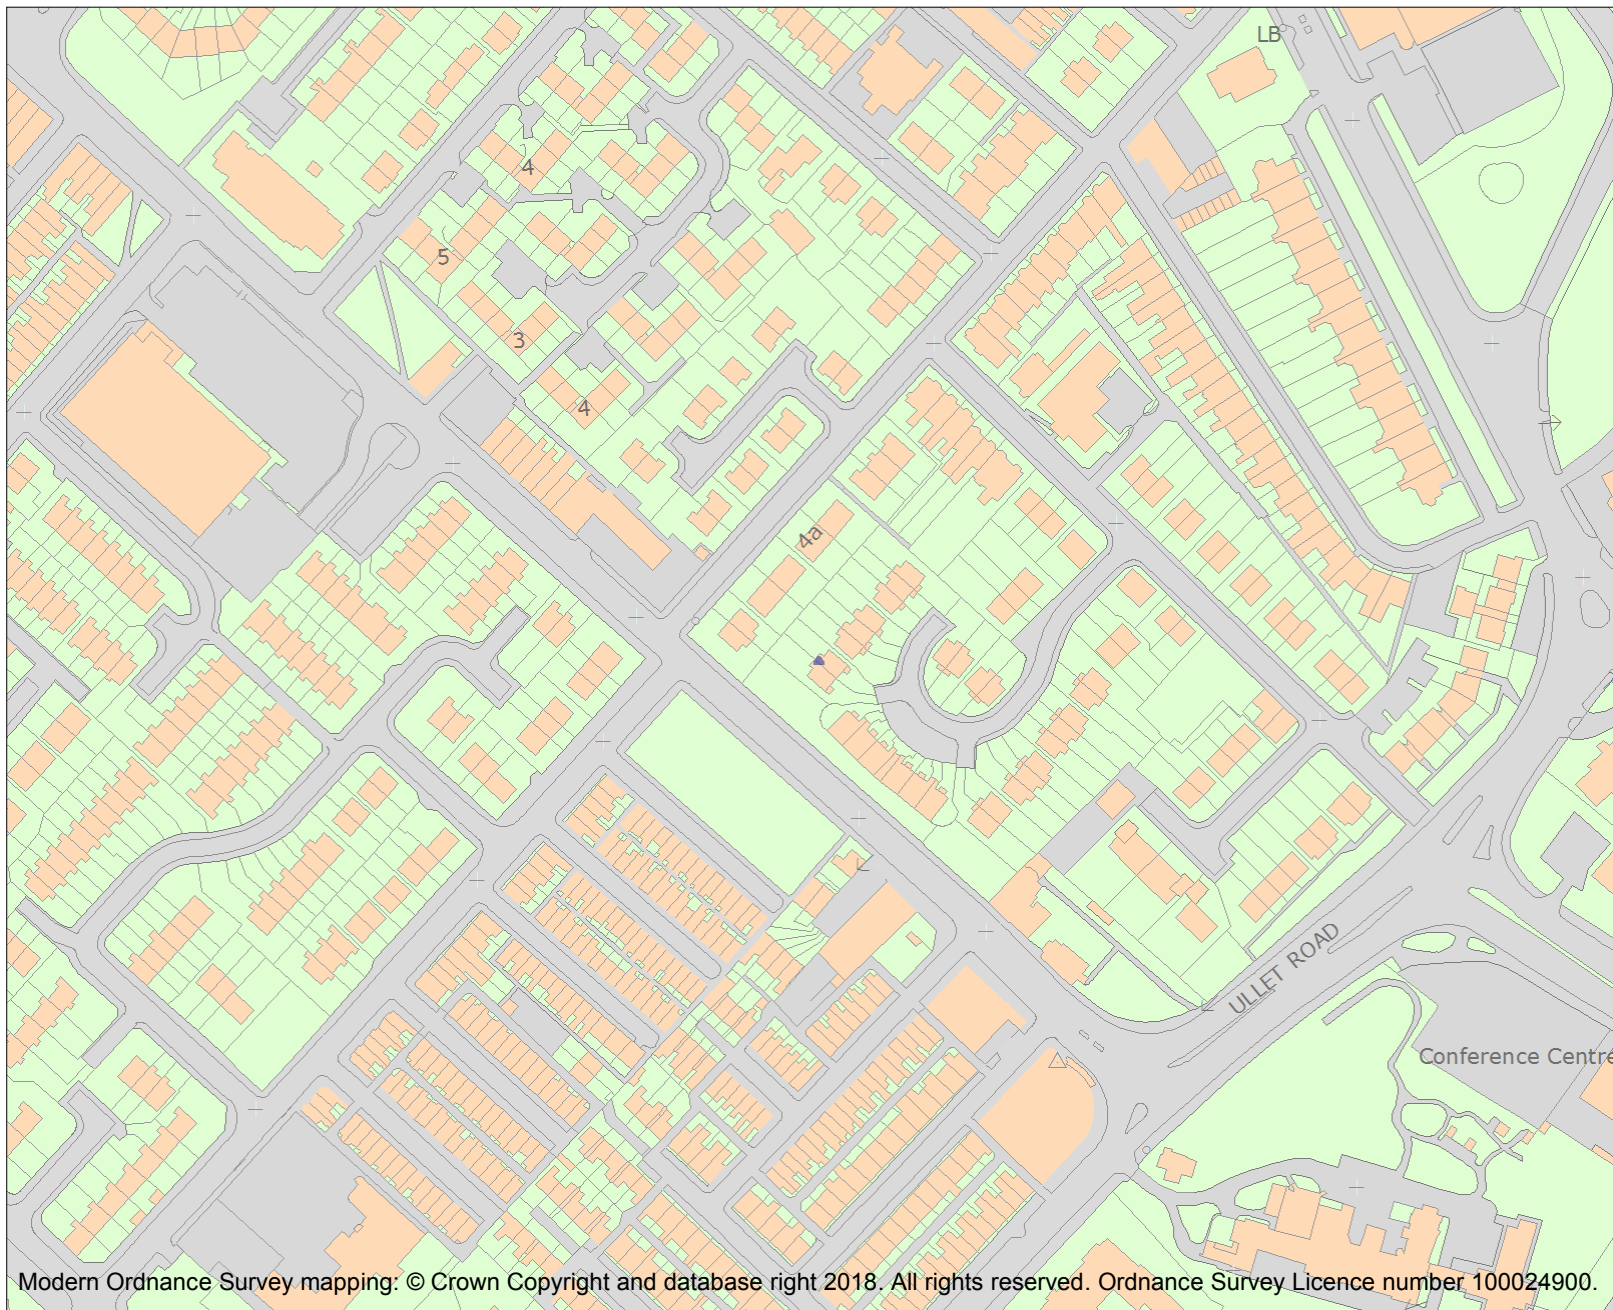 LB
4
5
3
4
4a
ULLET ROAD
Conference Centre
Modern Ordnance Survey mapping: © Crown Copyright and database right 2018. All rights reserved. Ordnance Survey Licence number 100024900.